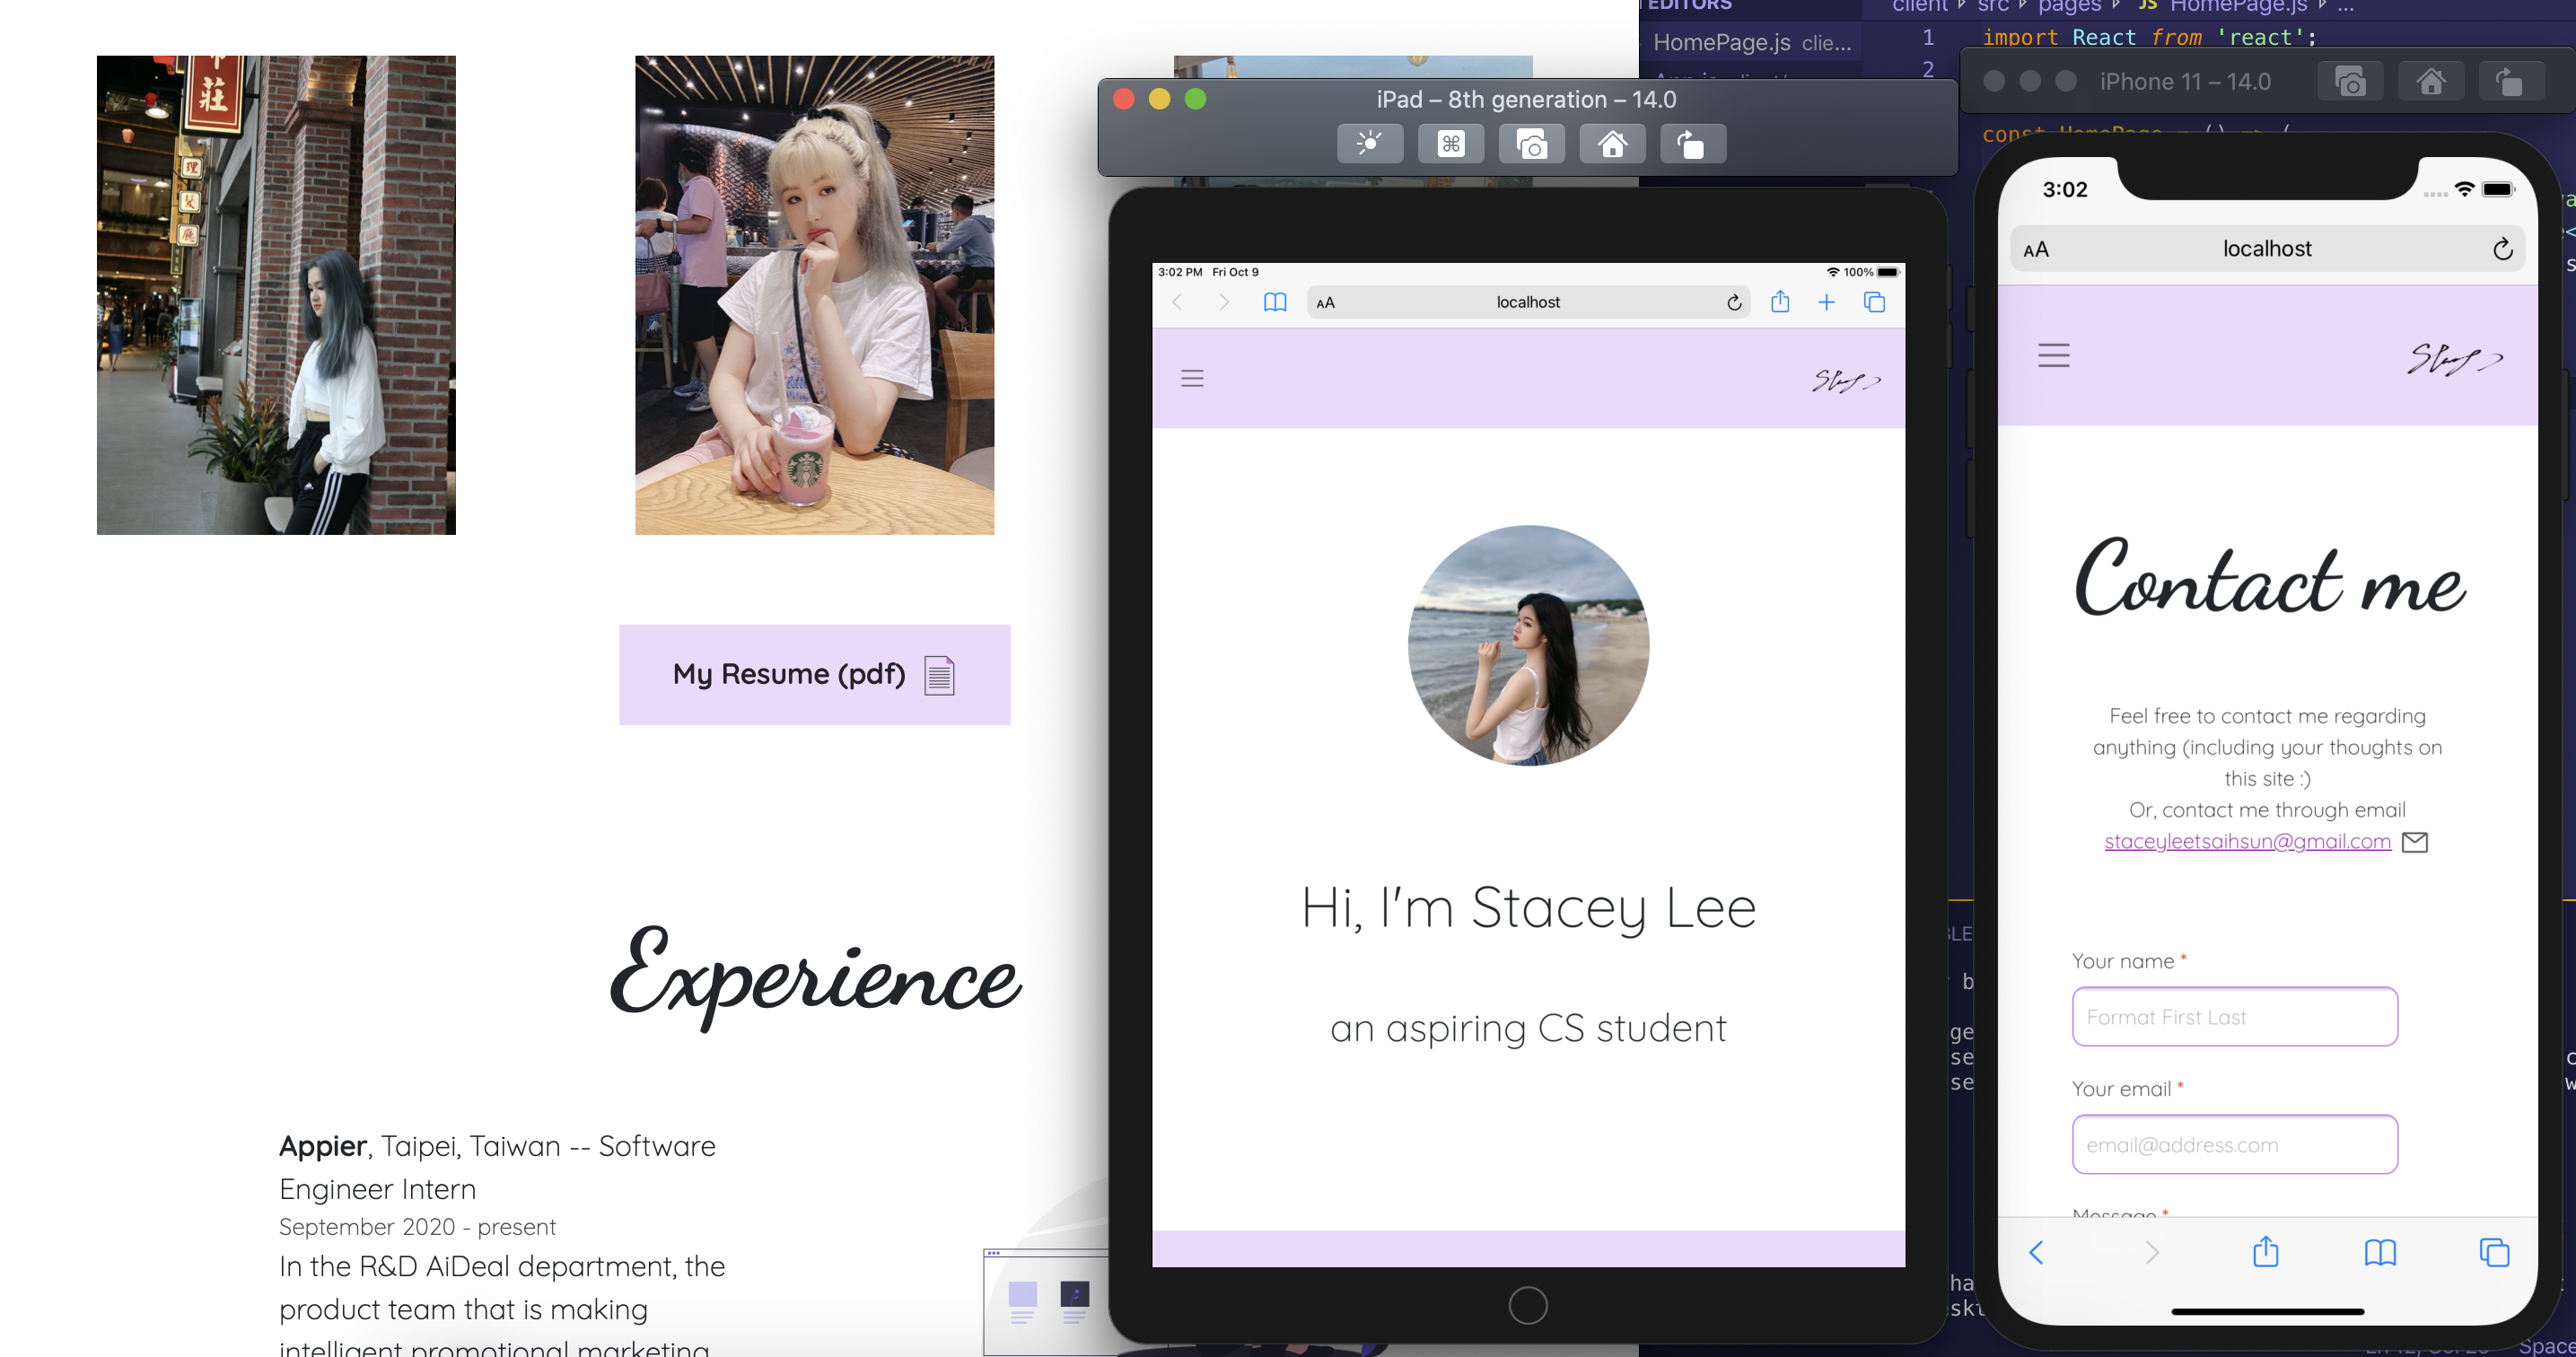 莊
理
髮
廳
My Resume (pdf)
Experience
Appier, Taipei, Taiwan -- Software
Engineer Intern
September 2020 - present
In the R&D AiDeal department, the
product team that is making
intelligent promotional marketing
iPad – 8th generation – 14.0
3:02 PM Fri Oct 9
100%
AA localhost
Hi, I'm Stacey Lee
an aspiring CS student
EDITORS
HomePage.js clie...
client src pages JS HomePage.js ...
1 import React from 'react';
2
const HomePage = () => (
iPhone 11 – 14.0
3:02
AA localhost
Contact me
Feel free to contact me regarding
anything (including your thoughts on
this site :)
Or, contact me through email
staceyleetsaihsun@gmail.com
Your name *
Format First Last
Your email *
email@address.com
Message *